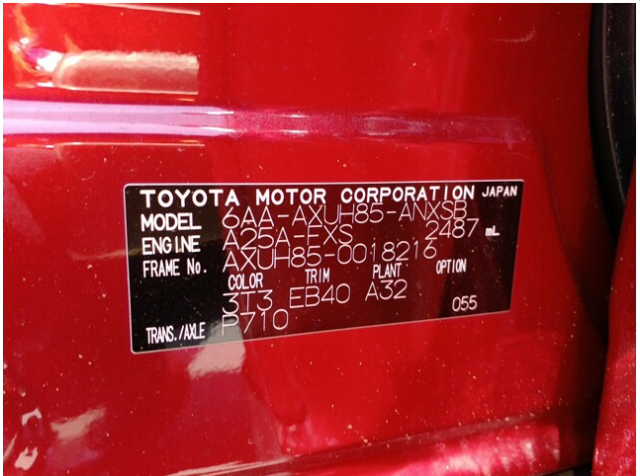 TOYOTA MOTOR CORPORATION JAPAN
MODEL 6AA-AXUH85-ANXSB
ENGINE A25A-FXS 2487 mL
FRAME No. AXUH85-0018216
COLOR TRIM PLANT OPTION
3T3 EB40 A32 055
TRANS./AXLE P710